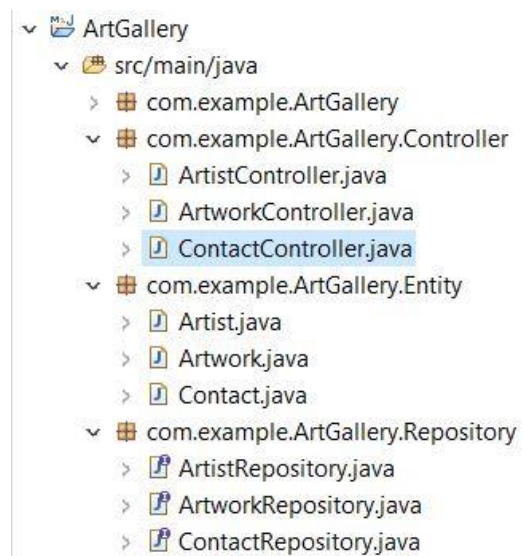 ArtGallery
src/main/java
com.example.ArtGallery
com.example.ArtGallery.Controller
ArtistController.java
ArtworkController.java
ContactController.java
com.example.ArtGallery.Entity
Artist.java
Artwork.java
Contact.java
com.example.ArtGallery.Repository
ArtistRepository.java
ArtworkRepository.java
ContactRepository.java